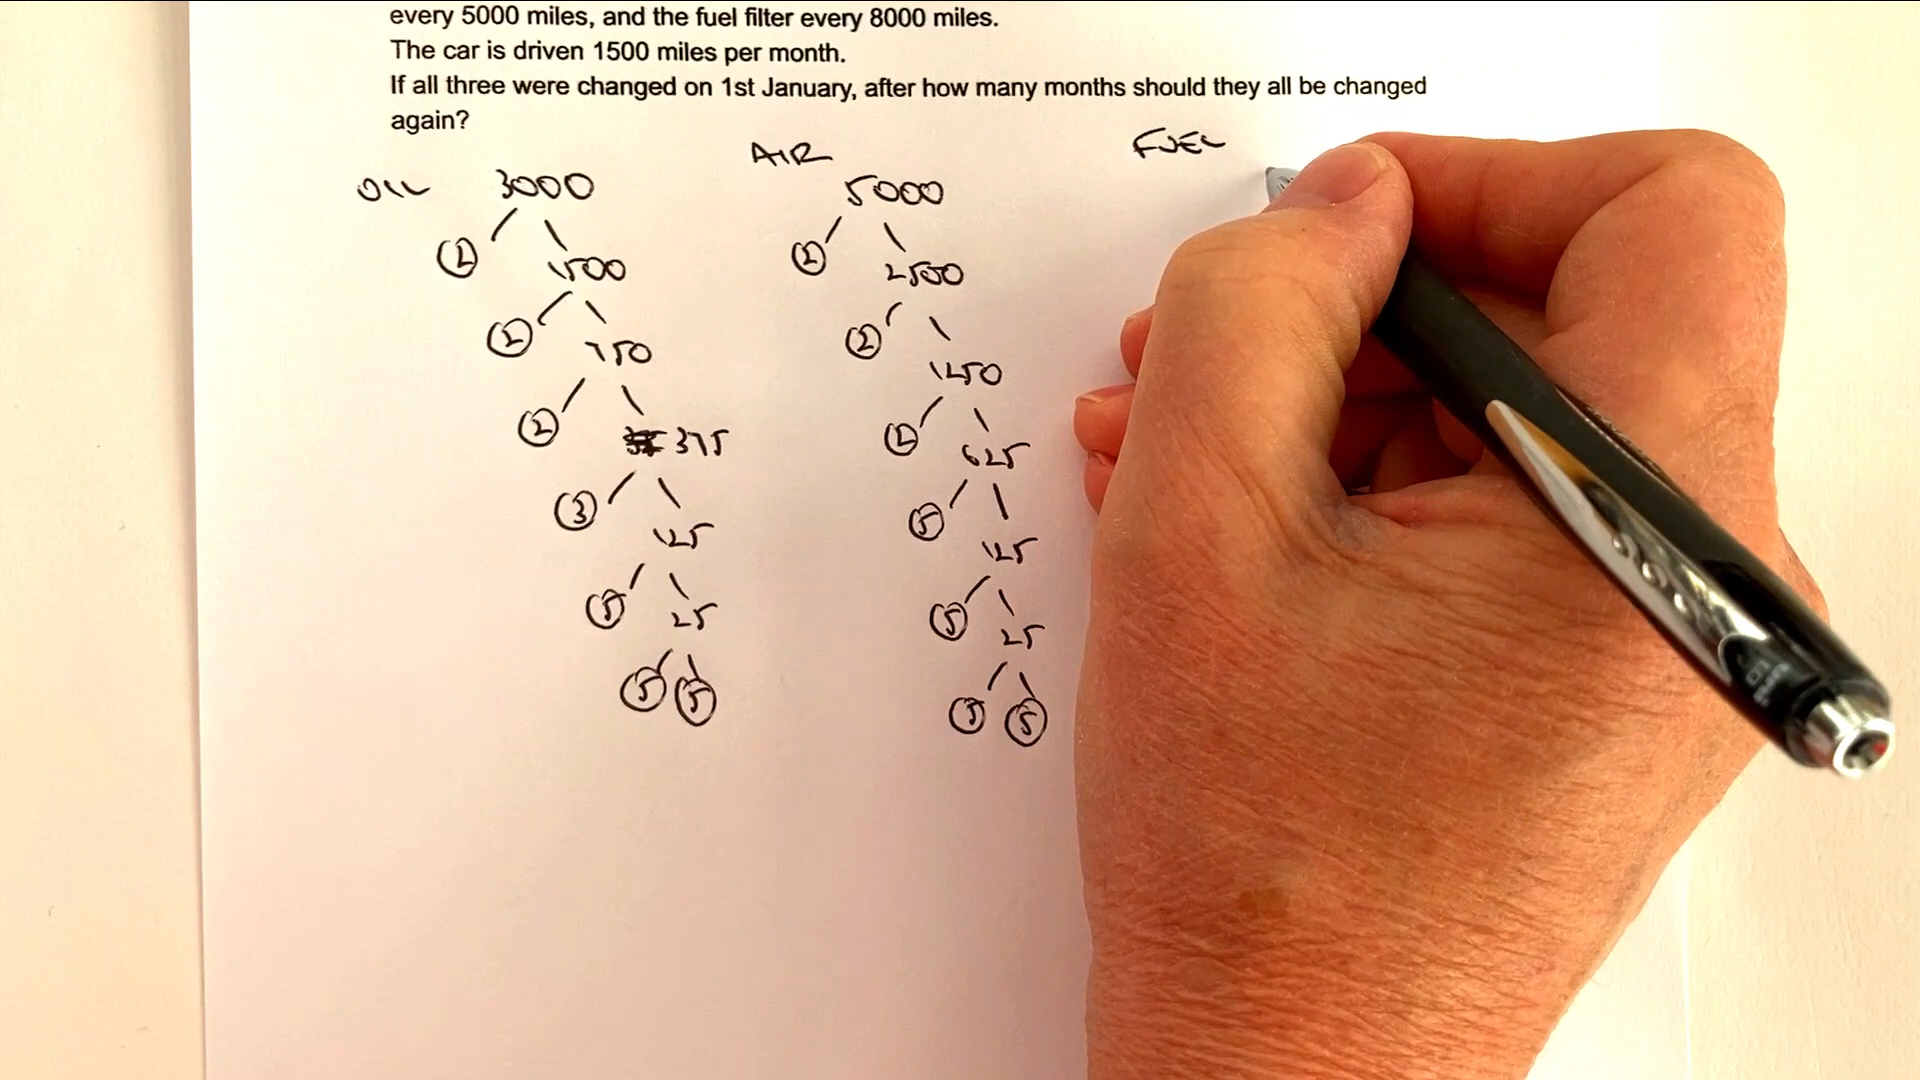 every 5000 miles, and the fuel filter every 8000 miles.
The car is driven 1500 miles per month.
If all three were changed on 1st January, after how many months should they all be changed
again?
OIL 3000
2 1500
2 750
2 375
3 125
5 25
5 5
AIR
5000
2 2500
2 1250
2 625
5 125
5 25
5 5
FUEL